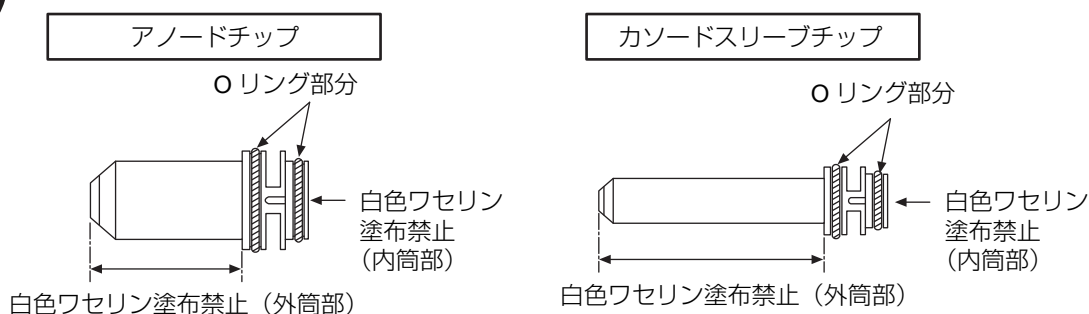 アノードチップ
O リング部分
白色ワセリン
塗布禁止
（内筒部）
白色ワセリン塗布禁止（外筒部）
カソードスリーブチップ
O リング部分
白色ワセリン
塗布禁止
（内筒部）
白色ワセリン塗布禁止（外筒部）